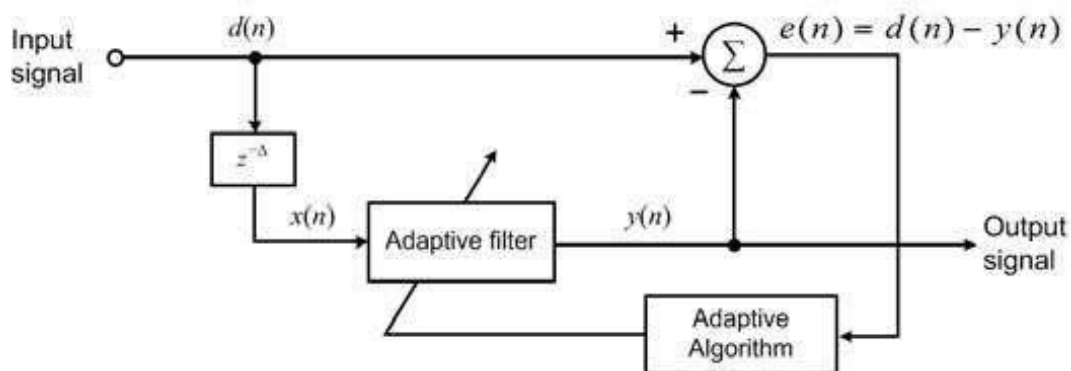 Input
signal
d(n)
+
Σ
−
e(n) = d(n) − y(n)
z^{-Δ}
x(n)
Adaptive filter
y(n)
Output
signal
Adaptive
Algorithm